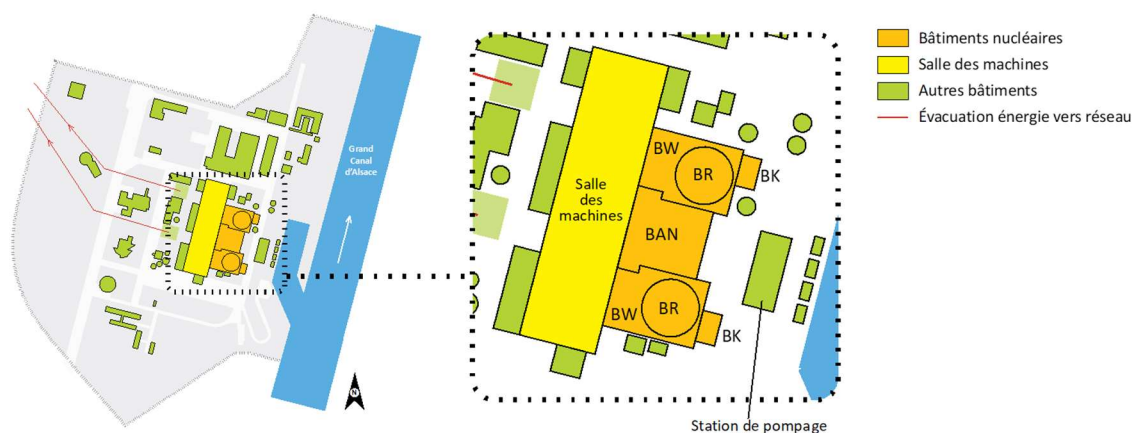 Grand
Canal
d'Alsace
N
Salle
des
machines
BW
BR
BK
BAN
BW
BR
BK
Station de pompage
Bâtiments nucléaires
Salle des machines
Autres bâtiments
Évacuation énergie vers réseau